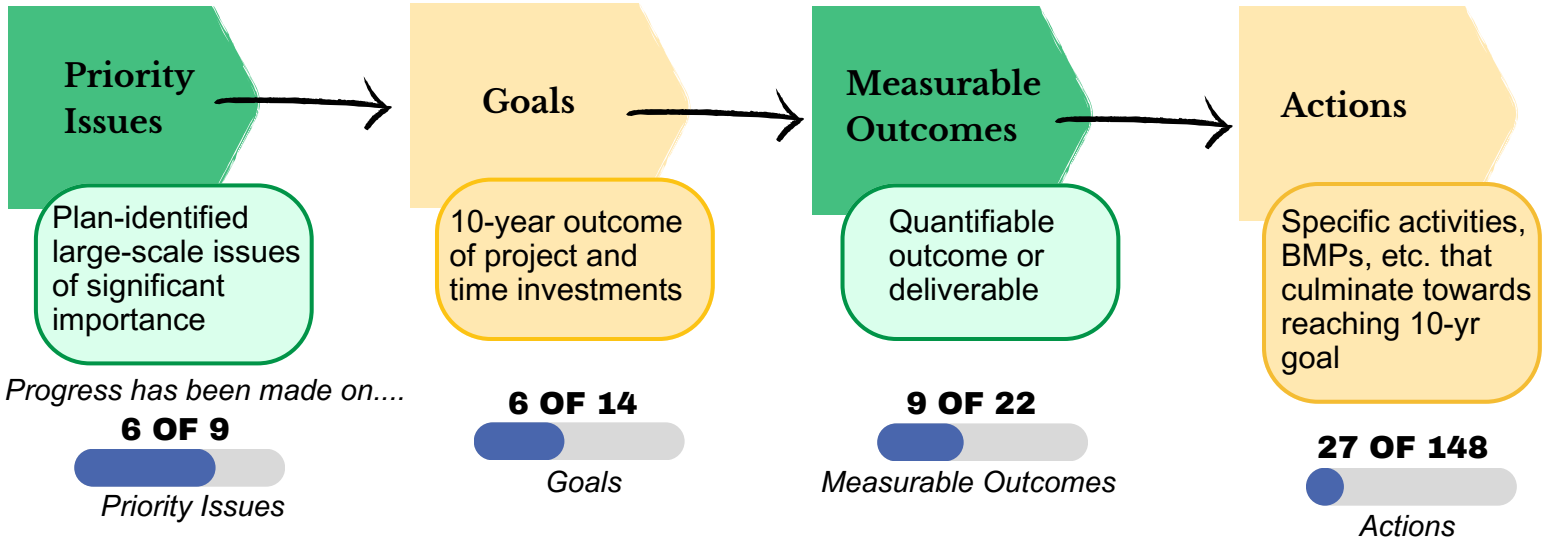 Priority
Issues
Goals
Measurable
Outcomes
Actions
Plan-identified
large-scale issues
of significant
importance
10-year outcome
of project and
time investments
Quantifiable
outcome or
deliverable
Specific activities,
BMPs, etc. that
culminate towards
reaching 10-yr
goal
Progress has been made on....
6 OF 9
Priority Issues
6 OF 14
Goals
9 OF 22
Measurable Outcomes
27 OF 148
Actions